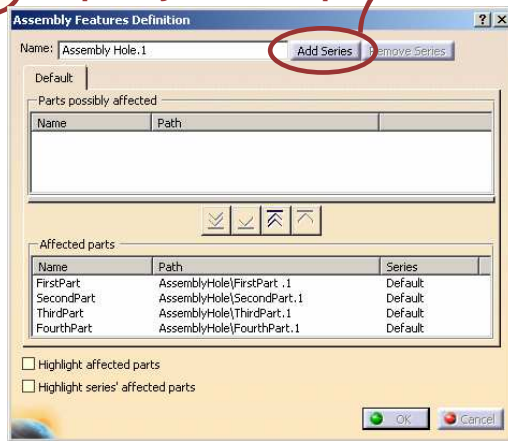 Assembly Features Definition
Name: Assembly Hole.1 Add Series Remove Series
Default
Parts possibly affected
Name Path
Affected parts
Name Path Series
FirstPart AssemblyHole\FirstPart .1 Default
SecondPart AssemblyHole\SecondPart.1 Default
ThirdPart AssemblyHole\ThirdPart.1 Default
FourthPart AssemblyHole\FourthPart.1 Default
Highlight affected parts
Highlight series' affected parts
OK Cancel